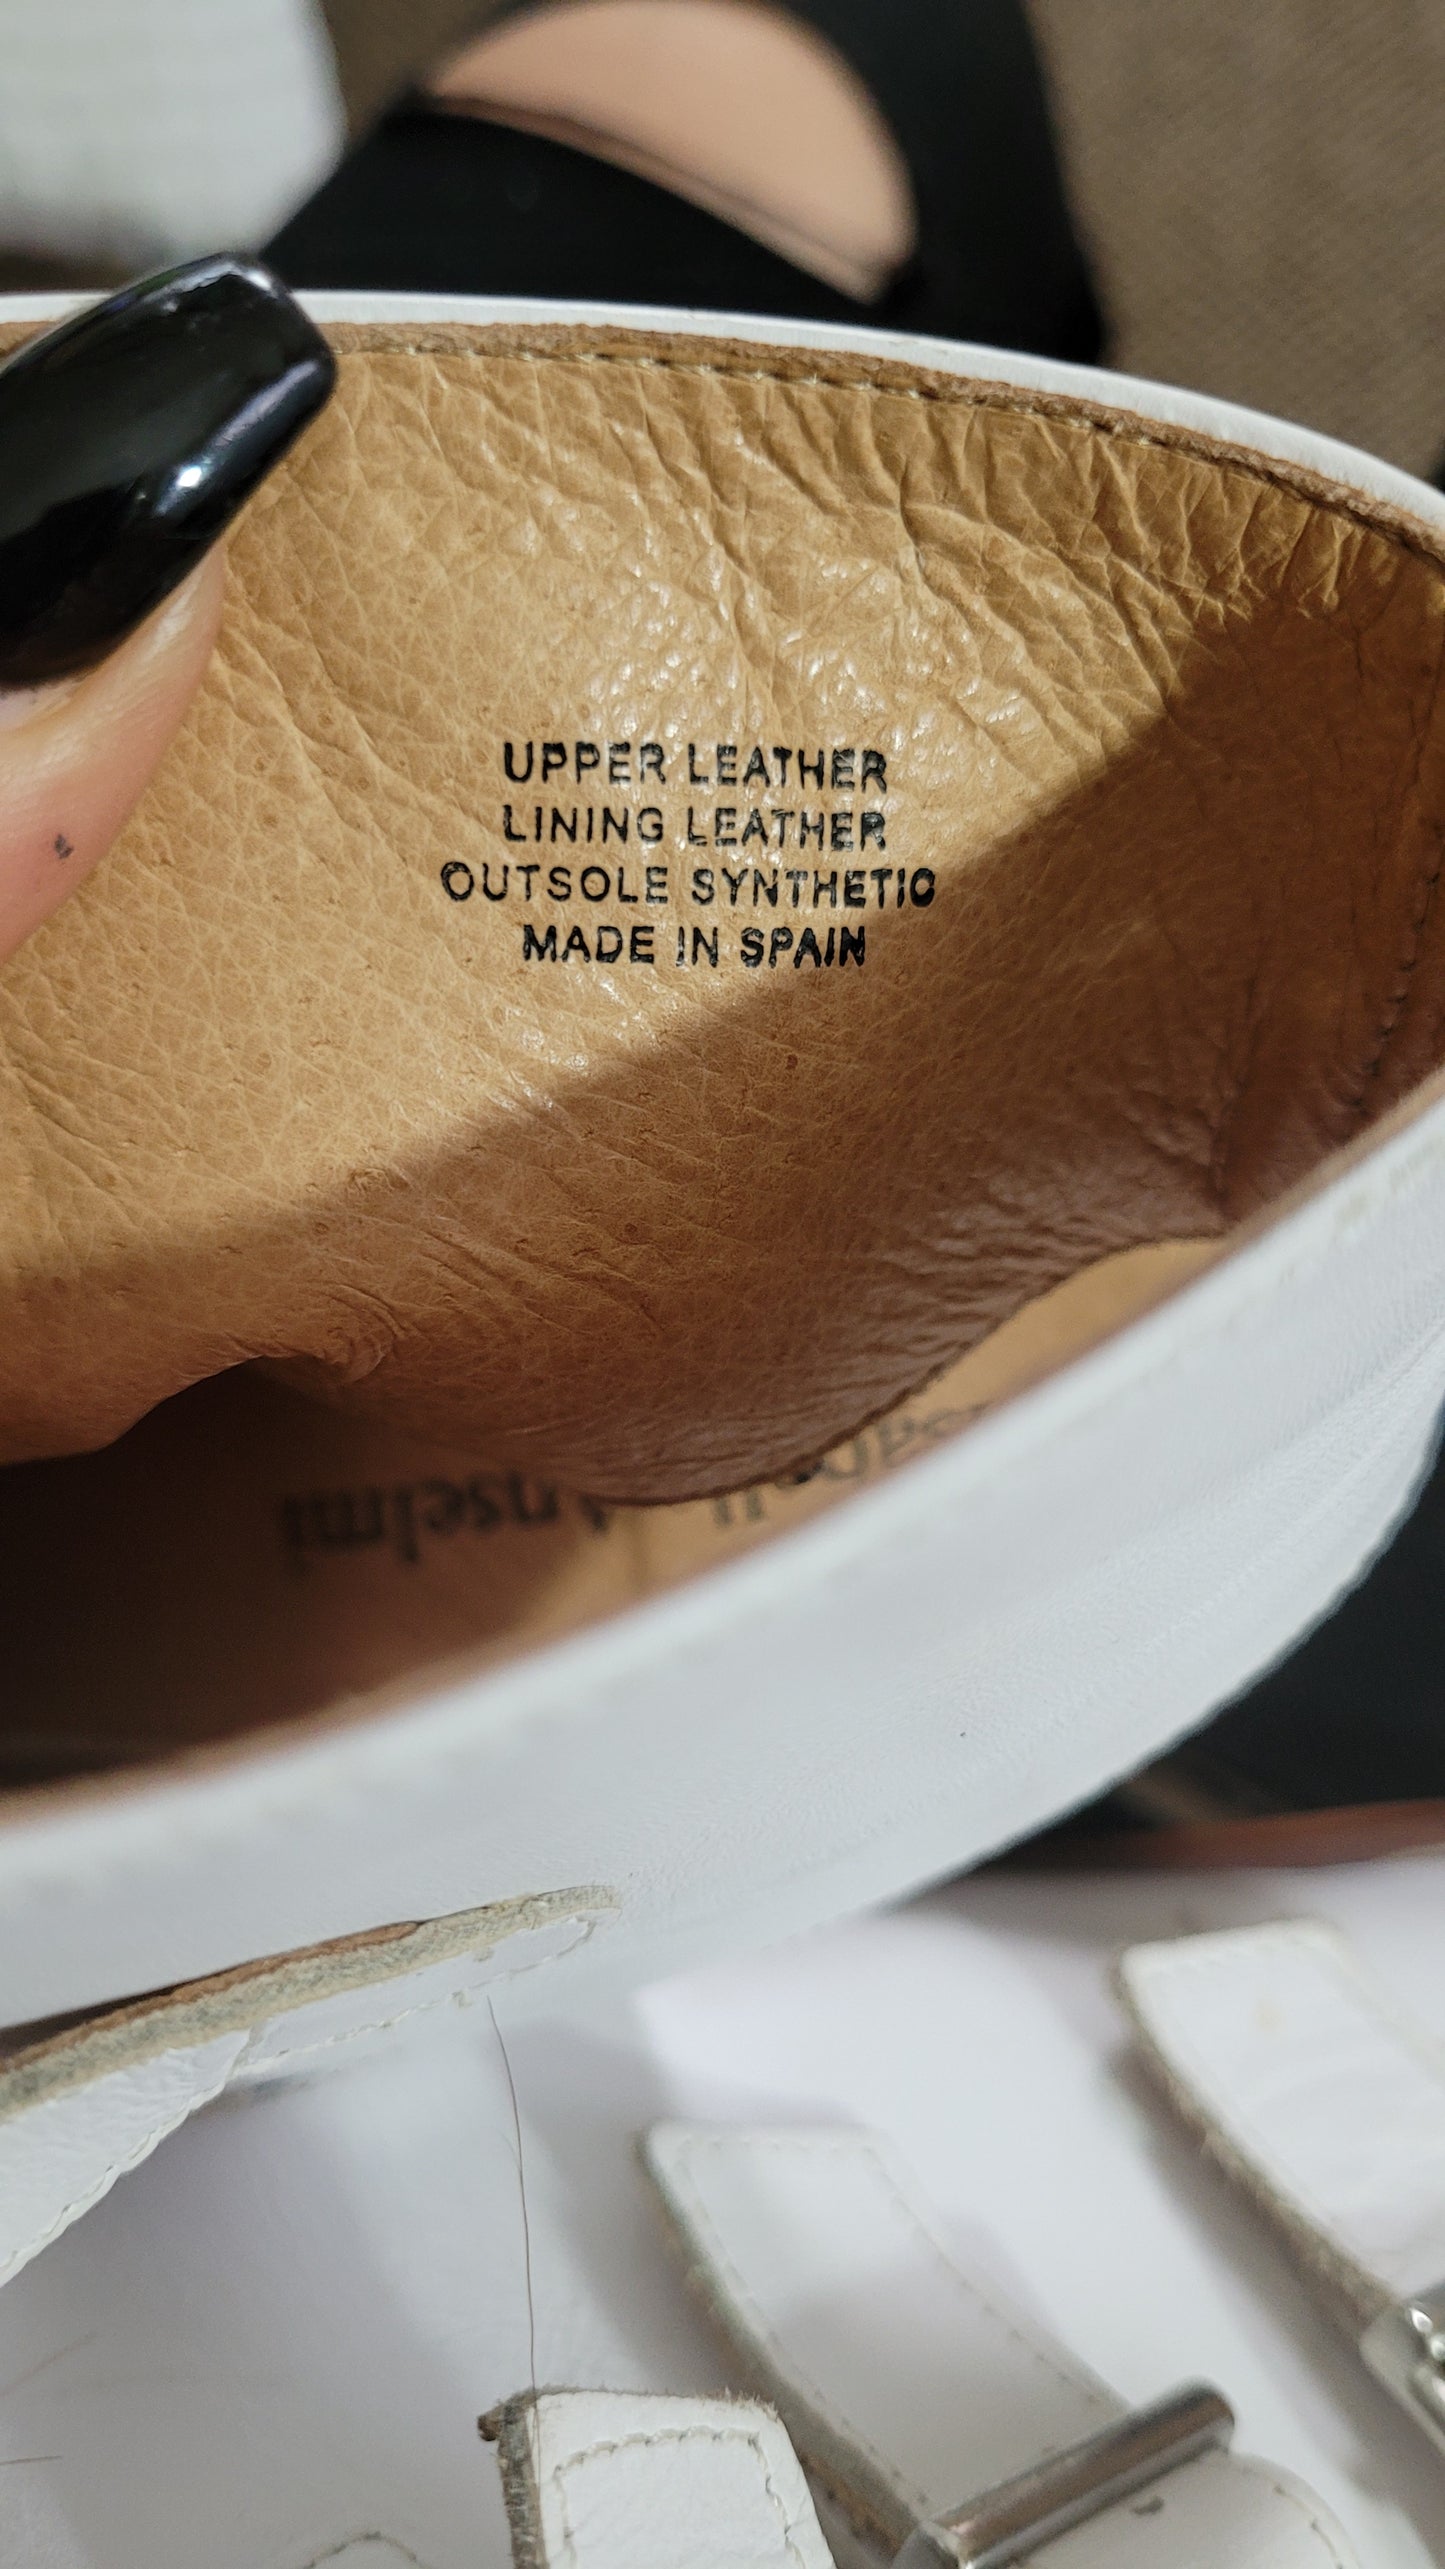 UPPER LEATHER
LINING LEATHER
OUTSOLE SYNTHETIC
MADE IN SPAIN